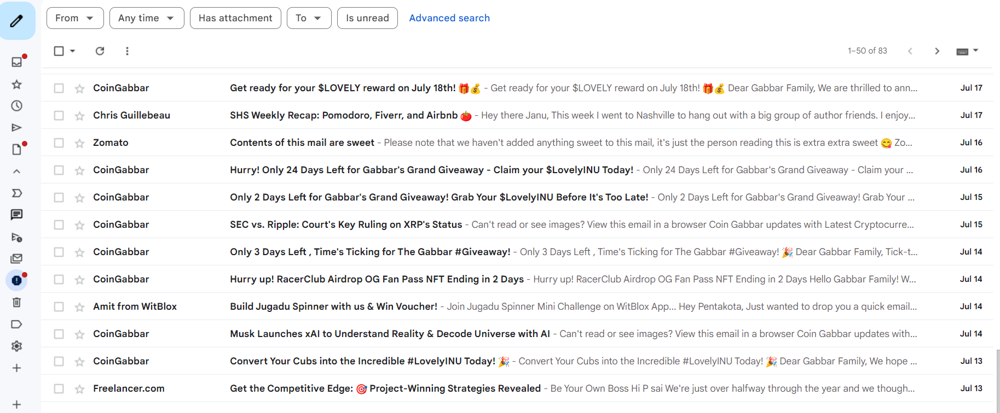 From Any time Has attachment To Is unread Advanced search
1–50 of 83
CoinGabbar Get ready for your $LOVELY reward on July 18th! 🎁💰 - Get ready for your $LOVELY reward on July 18th! 🎁💰 Dear Gabbar Family, We are thrilled to ann... Jul 17
Chris Guillebeau SHS Weekly Recap: Pomodoro, Fiverr, and Airbnb 🍅 - Hey there Janu, This week I went to Nashville to hang out with a big group of author friends. I enjoy... Jul 17
Zomato Contents of this mail are sweet - Please note that we haven't added anything sweet to this mail, it's just the person reading this is extra extra sweet 😋 Zo... Jul 16
CoinGabbar Hurry! Only 24 Days Left for Gabbar's Grand Giveaway - Claim your $LovelyINU Today! - Only 24 Days Left for Gabbar's Grand Giveaway - Claim your ... Jul 16
CoinGabbar Only 2 Days Left for Gabbar's Grand Giveaway! Grab Your $LovelyINU Before It's Too Late! - Only 2 Days Left for Gabbar's Grand Giveaway! Grab Your ... Jul 15
CoinGabbar SEC vs. Ripple: Court's Key Ruling on XRP's Status - Can't read or see images? View this email in a browser Coin Gabbar updates with Latest Cryptocurre... Jul 15
CoinGabbar Only 3 Days Left , Time's Ticking for The Gabbar #Giveaway! - Only 3 Days Left , Time's Ticking for The Gabbar #Giveaway! 🎉 Dear Gabbar Family, Tick-t... Jul 14
CoinGabbar Hurry up! RacerClub Airdrop OG Fan Pass NFT Ending in 2 Days - Hurry up! RacerClub Airdrop OG Fan Pass NFT Ending in 2 Days Hello Gabbar Family! W... Jul 14
Amit from WitBlox Build Jugadu Spinner with us & Win Voucher! - Join Jugadu Spinner Mini Challenge on WitBlox App... Hey Pentakota, Just wanted to drop you a quick email... Jul 14
CoinGabbar Musk Launches xAI to Understand Reality & Decode Universe with AI - Can't read or see images? View this email in a browser Coin Gabbar updates with... Jul 14
CoinGabbar Convert Your Cubs into the Incredible #LovelyINU Today! 🎉 - Convert Your Cubs into the Incredible #LovelyINU Today! 🎉 Dear Gabbar Family, We hope ... Jul 13
Freelancer.com Get the Competitive Edge: 🎯 Project-Winning Strategies Revealed - Be Your Own Boss Hi P sai We're just over halfway through the year and we though... Jul 13